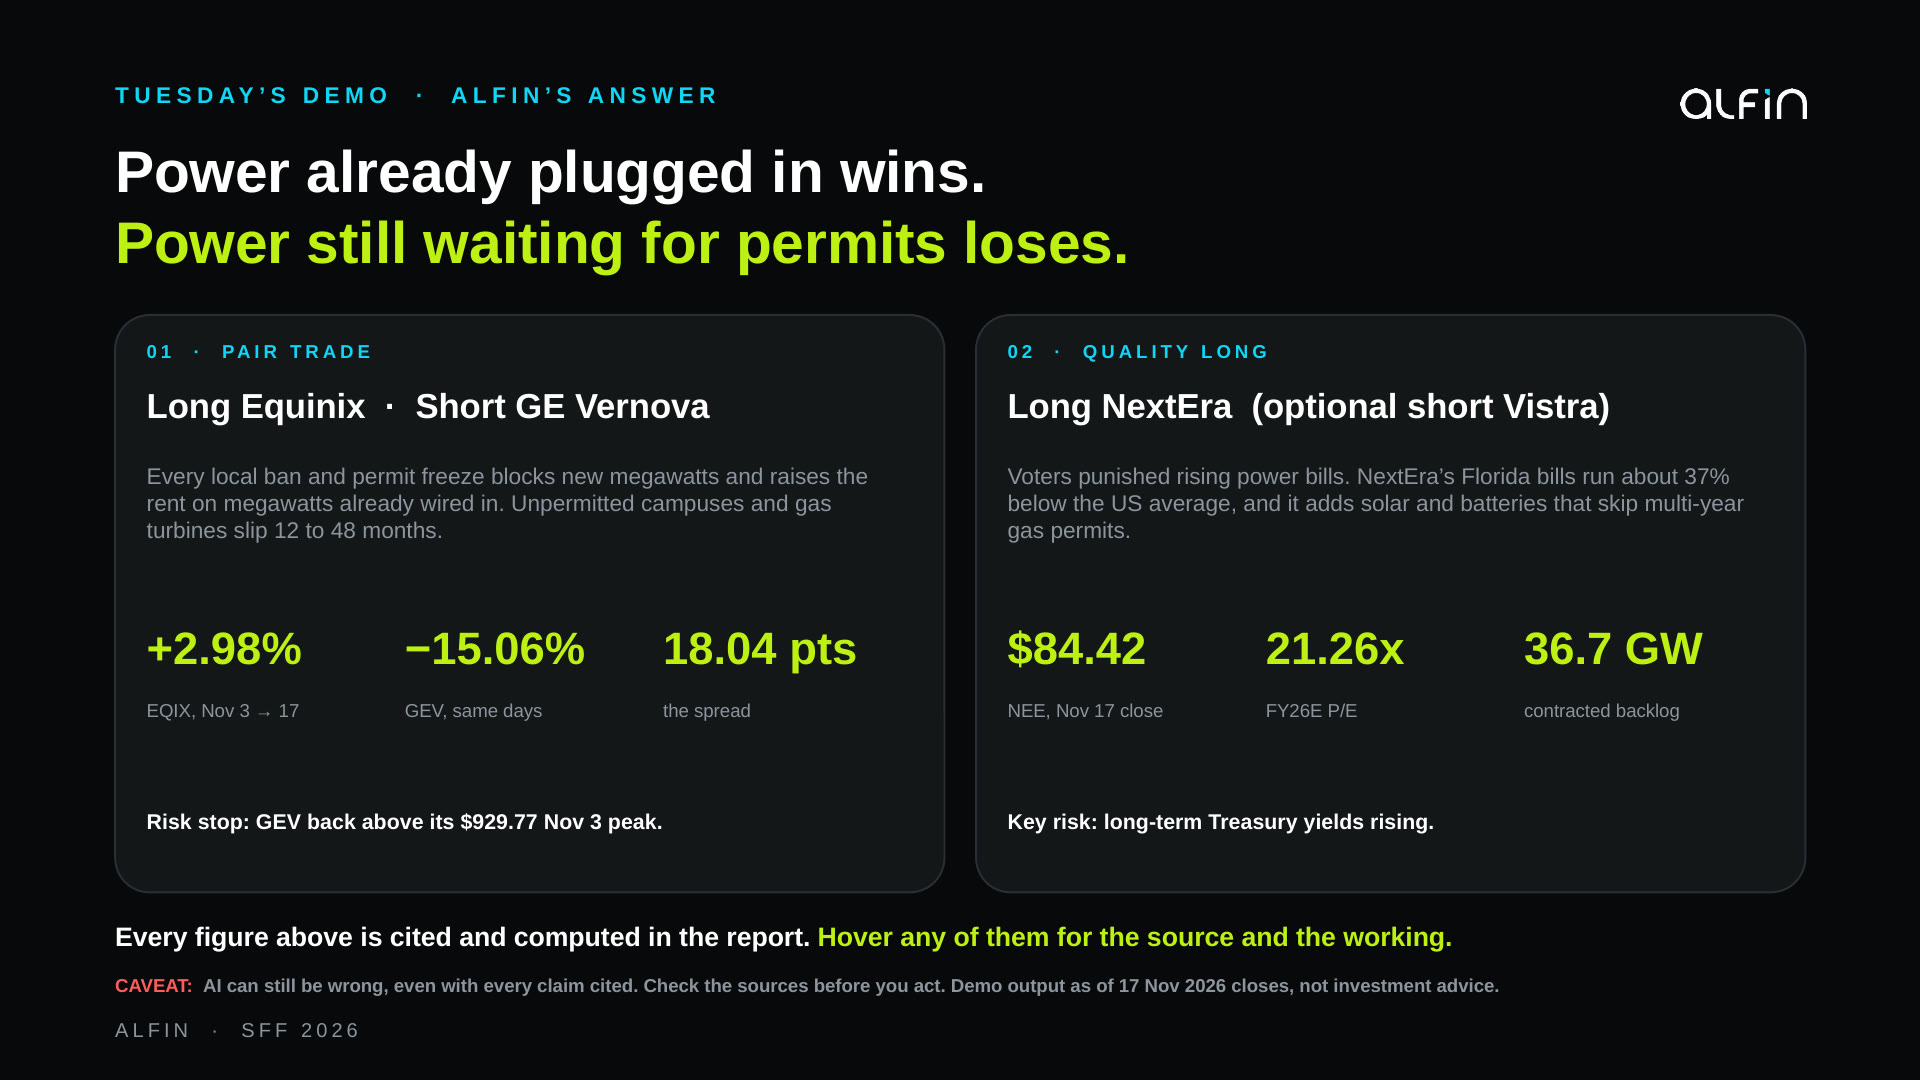 TUESDAY’S DEMO · ALFIN’S ANSWER
alfin
Power already plugged in wins.
Power still waiting for permits loses.
01 · PAIR TRADE
Long Equinix · Short GE Vernova
Every local ban and permit freeze blocks new megawatts and raises the
rent on megawatts already wired in. Unpermitted campuses and gas
turbines slip 12 to 48 months.
+2.98% −15.06% 18.04 pts
EQIX, Nov 3 → 17 GEV, same days the spread
Risk stop: GEV back above its $929.77 Nov 3 peak.
02 · QUALITY LONG
Long NextEra (optional short Vistra)
Voters punished rising power bills. NextEra’s Florida bills run about 37%
below the US average, and it adds solar and batteries that skip multi-year
gas permits.
$84.42 21.26x 36.7 GW
NEE, Nov 17 close FY26E P/E contracted backlog
Key risk: long-term Treasury yields rising.
Every figure above is cited and computed in the report. Hover any of them for the source and the working.
CAVEAT: AI can still be wrong, even with every claim cited. Check the sources before you act. Demo output as of 17 Nov 2026 closes, not investment advice.
ALFIN · SFF 2026